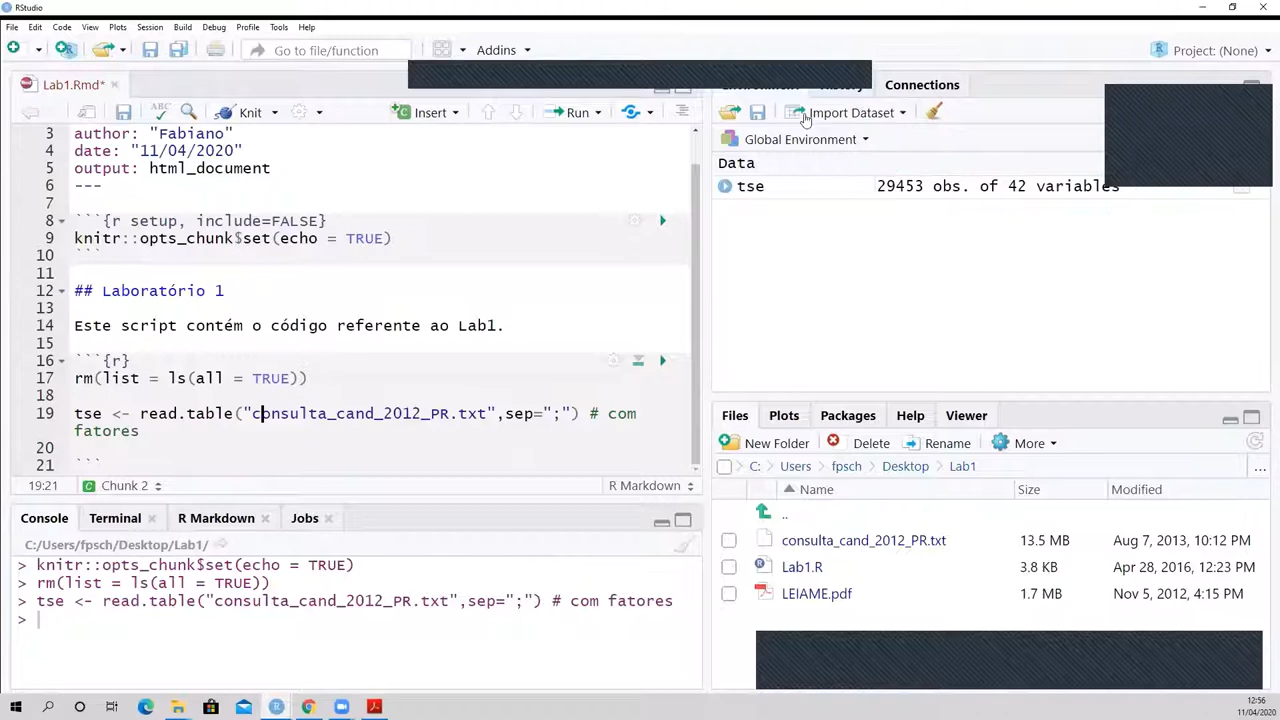 RStudio
File Edit Code View Plots Session Build Debug Profile Tools Help
Go to file/function Addins Project: (None)
Lab1.Rmd*
Knit Insert Run
3 author: "Fabiano"
4 date: "11/04/2020"
5 output: html_document
6 ---
7
8 ```{r setup, include=FALSE}
9 knitr::opts_chunk$set(echo = TRUE)
10 ```
11
12 ## Laboratório 1
13
14 Este script contém o código referente ao Lab1.
15
16 ```{r}
17 rm(list = ls(all = TRUE))
18
19 tse <- read.table("consulta_cand_2012_PR.txt",sep=";") # com
fatores
20
21 ```
19:21 Chunk 2 R Markdown
Console Terminal R Markdown Jobs
C:/Users/fpsch/Desktop/Lab1/
> knitr::opts_chunk$set(echo = TRUE)
> rm(list = ls(all = TRUE))
> tse <- read.table("consulta_cand_2012_PR.txt",sep=";") # com fatores
>
Connections
Import Dataset
Global Environment
Data
tse 29453 obs. of 42 variables
Files Plots Packages Help Viewer
New Folder Delete Rename More
C: Users fpsch Desktop Lab1 ...
Name Size Modified
..
consulta_cand_2012_PR.txt 13.5 MB Aug 7, 2013, 10:12 PM
Lab1.R 3.8 KB Apr 28, 2016, 12:23 PM
LEIAME.pdf 1.7 MB Nov 5, 2012, 4:15 PM
12:56
11/04/2020